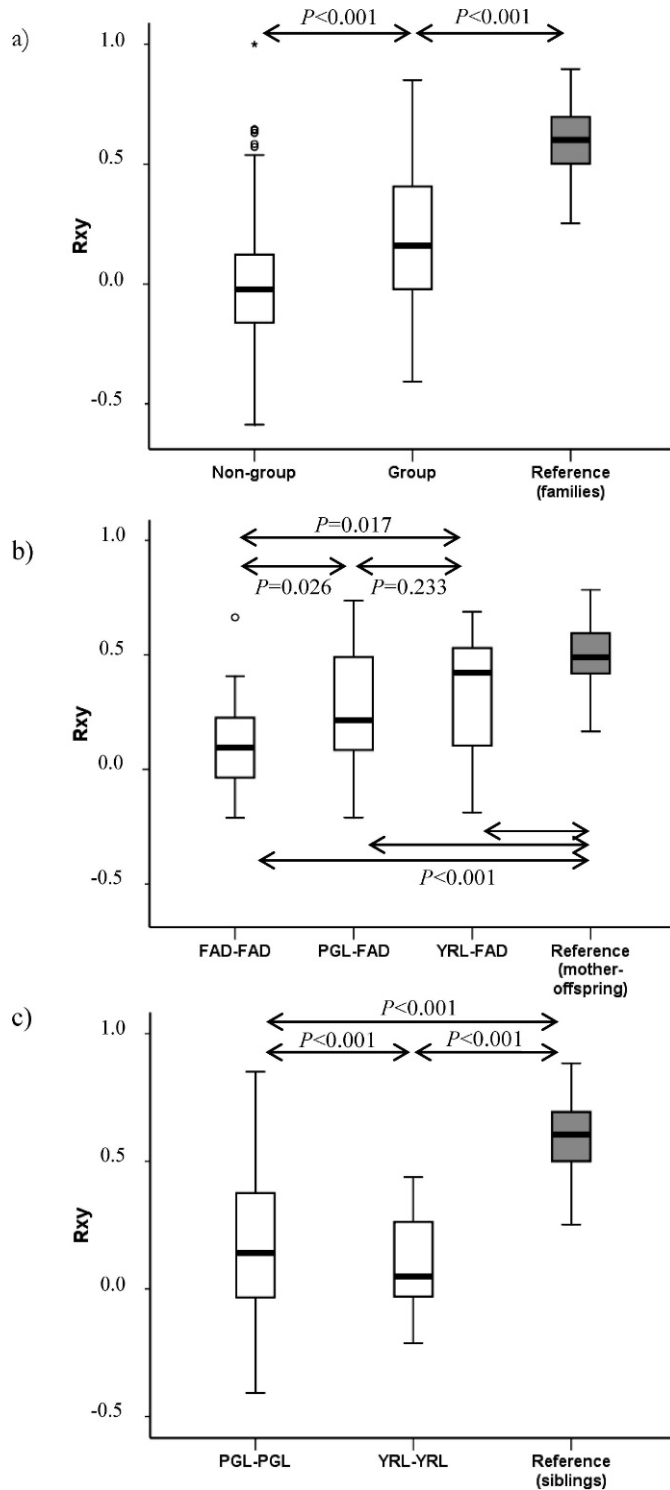 a)
P<0.001 P<0.001
1.0
*
0.5
Rxy
0.0
-0.5
Non-group Group Reference
(families)
b)
1.0
P=0.017
P=0.026 P=0.233
0.5
Rxy
0.0
-0.5
P<0.001
FAD-FAD PGL-FAD YRL-FAD Reference
(mother-
offspring)
c)
1.0
P<0.001
P<0.001 P<0.001
0.5
Rxy
0.0
-0.5
PGL-PGL YRL-YRL Reference
(siblings)